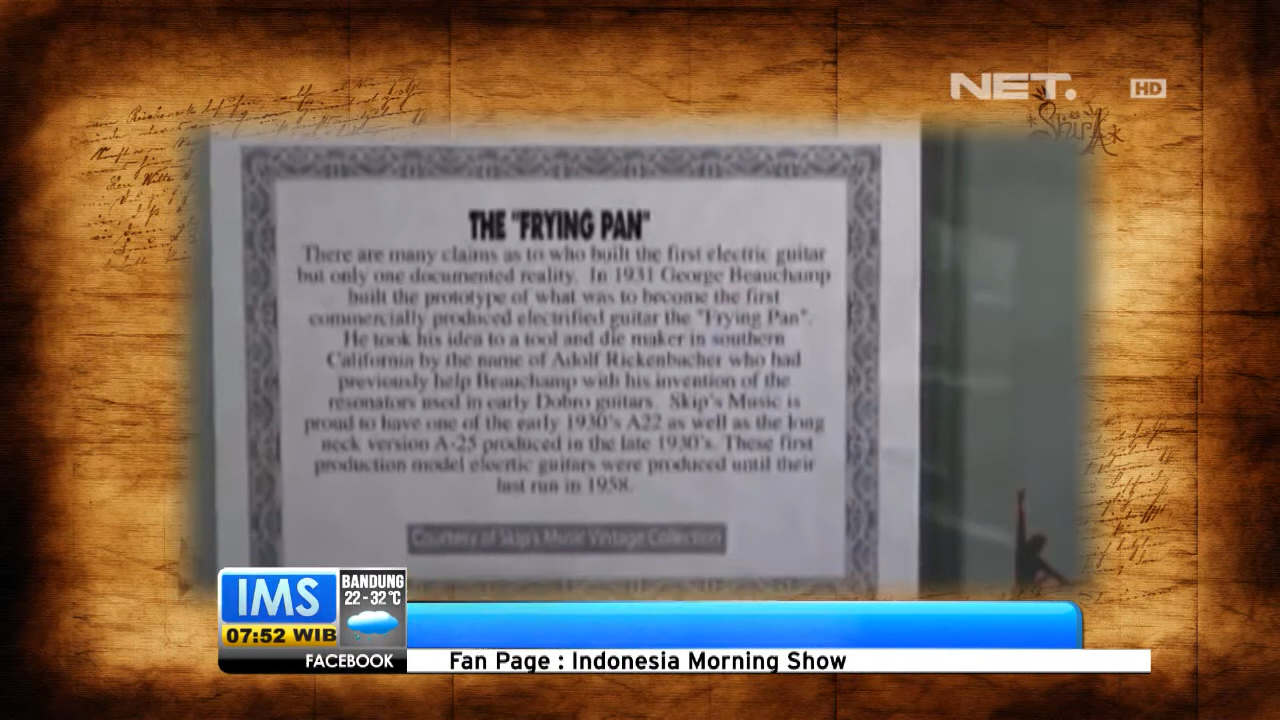 NET.
HD
THE "FRYING PAN"
There are many claims as to who built the first electric guitar
but only one documented reality. In 1931 George Beauchamp
built the prototype of what was to become the first
commercially produced electrified guitar the "Frying Pan".
He took his idea to a tool and die maker in southern
California by the name of Adolf Rickenbacher who had
previously help Beauchamp with his invention of the
resonators used in early Dobro guitars. Skip's Music is
proud to have one of the early 1930's A22 as well as the long
neck version A-25 produced in the late 1930's. These first
production model elecrtic guitars were produced until their
last run in 1958.
Courtesy of Skip's Music Vintage Collection
IMS
BANDUNG
22-32°C
07:52 WIB
FACEBOOK
Fan Page : Indonesia Morning Show